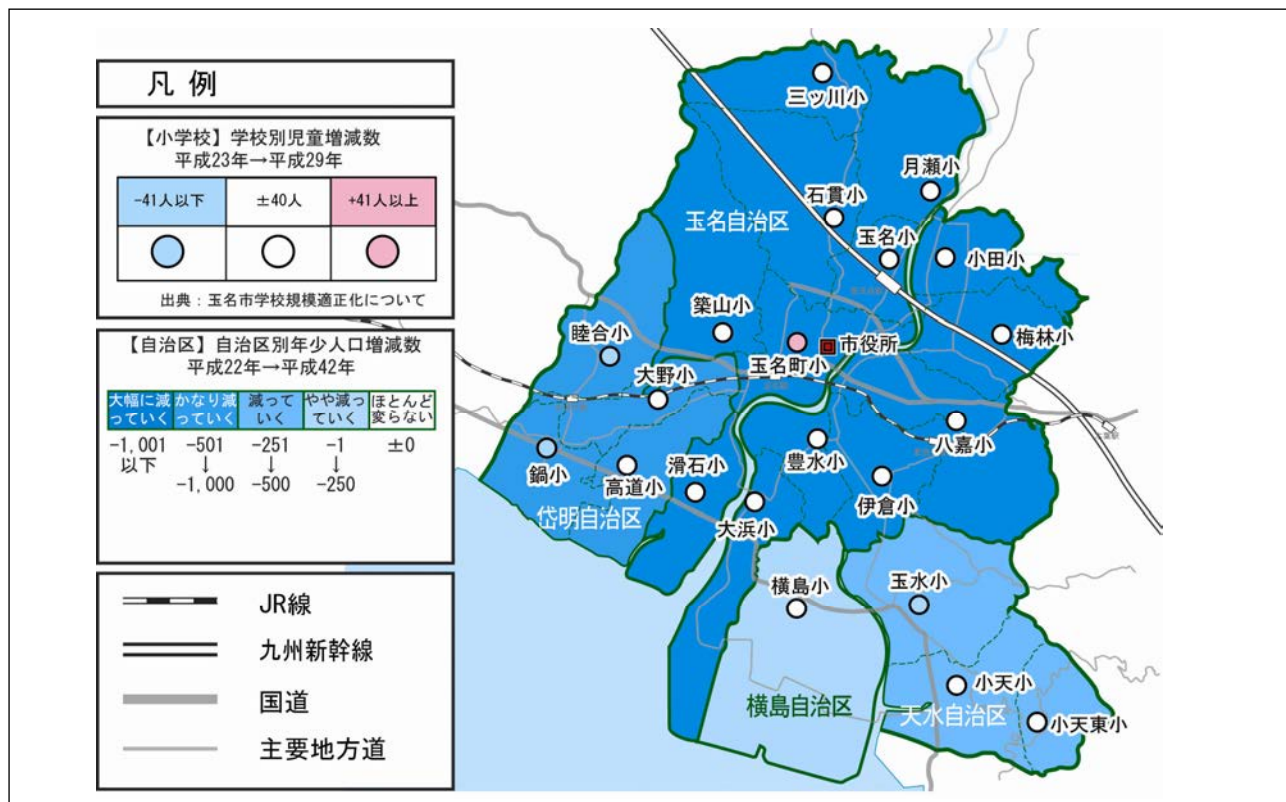 凡 例
【小学校】学校別児童増減数
平成23年→平成29年
-41人以下 ±40人 +41人以上
出典：玉名市学校規模適正化について
【自治区】自治区別年少人口増減数
平成22年→平成42年
大幅に減っていく かなり減っていく 減っていく やや減っていく ほとんど変らない
-1,001以下 -501→-1,000 -251→-500 -1→-250 ±0
JR線
九州新幹線
国道
主要地方道
三ッ川小
月瀬小
石貫小
玉名自治区
玉名小
小田小
築山小
睦合小
梅林小
市役所
玉名町小
大野小
八嘉小
豊水小
鍋小
高道小
滑石小
伊倉小
岱明自治区
大浜小
玉水小
横島小
小天小
横島自治区
天水自治区
小天東小